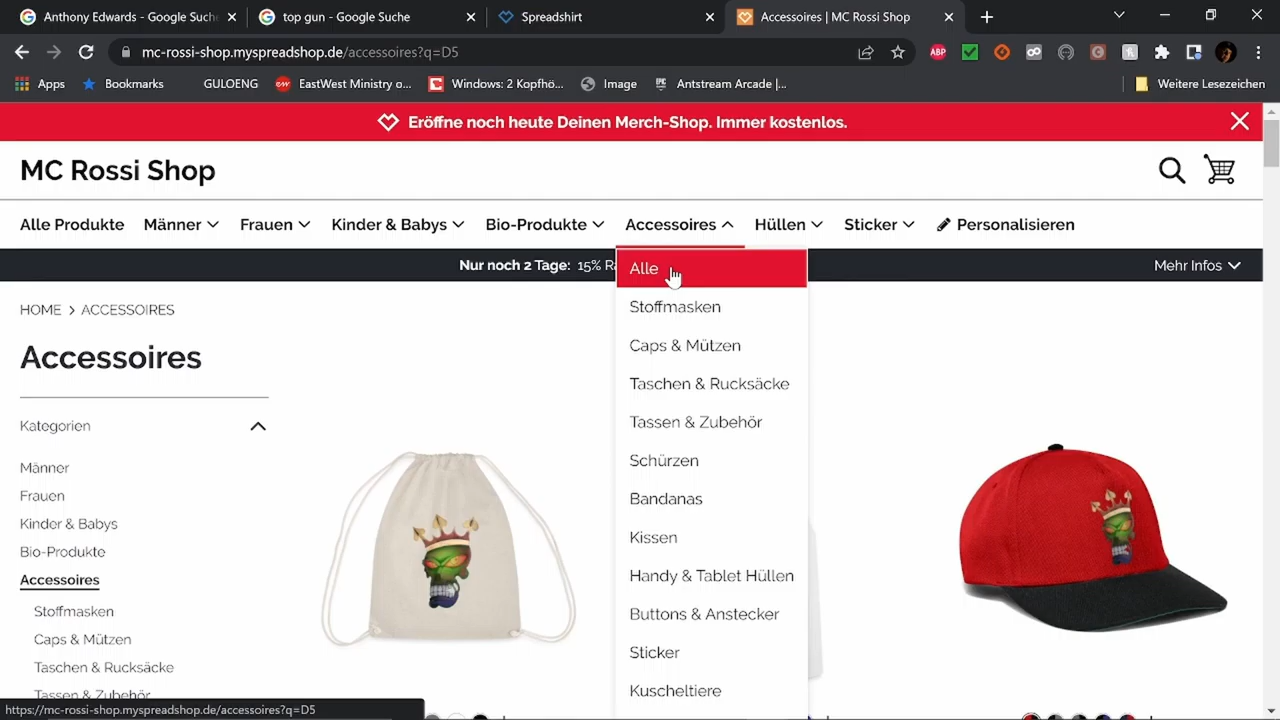 Anthony Edwards - Google Suche
top gun - Google Suche
Spreadshirt
Accessoires | MC Rossi Shop
mc-rossi-shop.myspreadshop.de/accessoires?q=D5
ABP
Apps
Bookmarks
GULOENG
EastWest Ministry o...
Windows: 2 Kopfhö...
Image
Antstream Arcade |...
Weitere Lesezeichen
Eröffne noch heute Deinen Merch-Shop. Immer kostenlos.
MC Rossi Shop
Alle Produkte Männer Frauen Kinder & Babys Bio-Produkte Accessoires Hüllen Sticker Personalisieren
Nur noch 2 Tage: 15%
Mehr Infos
HOME > ACCESSOIRES
Accessoires
Kategorien
Männer
Frauen
Kinder & Babys
Bio-Produkte
Accessoires
Stoffmasken
Caps & Mützen
Taschen & Rucksäcke
Tassen & Zubehör
Alle
Stoffmasken
Caps & Mützen
Taschen & Rucksäcke
Tassen & Zubehör
Schürzen
Bandanas
Kissen
Handy & Tablet Hüllen
Buttons & Anstecker
Sticker
Kuscheltiere
https://mc-rossi-shop.myspreadshop.de/accessoires?q=D5